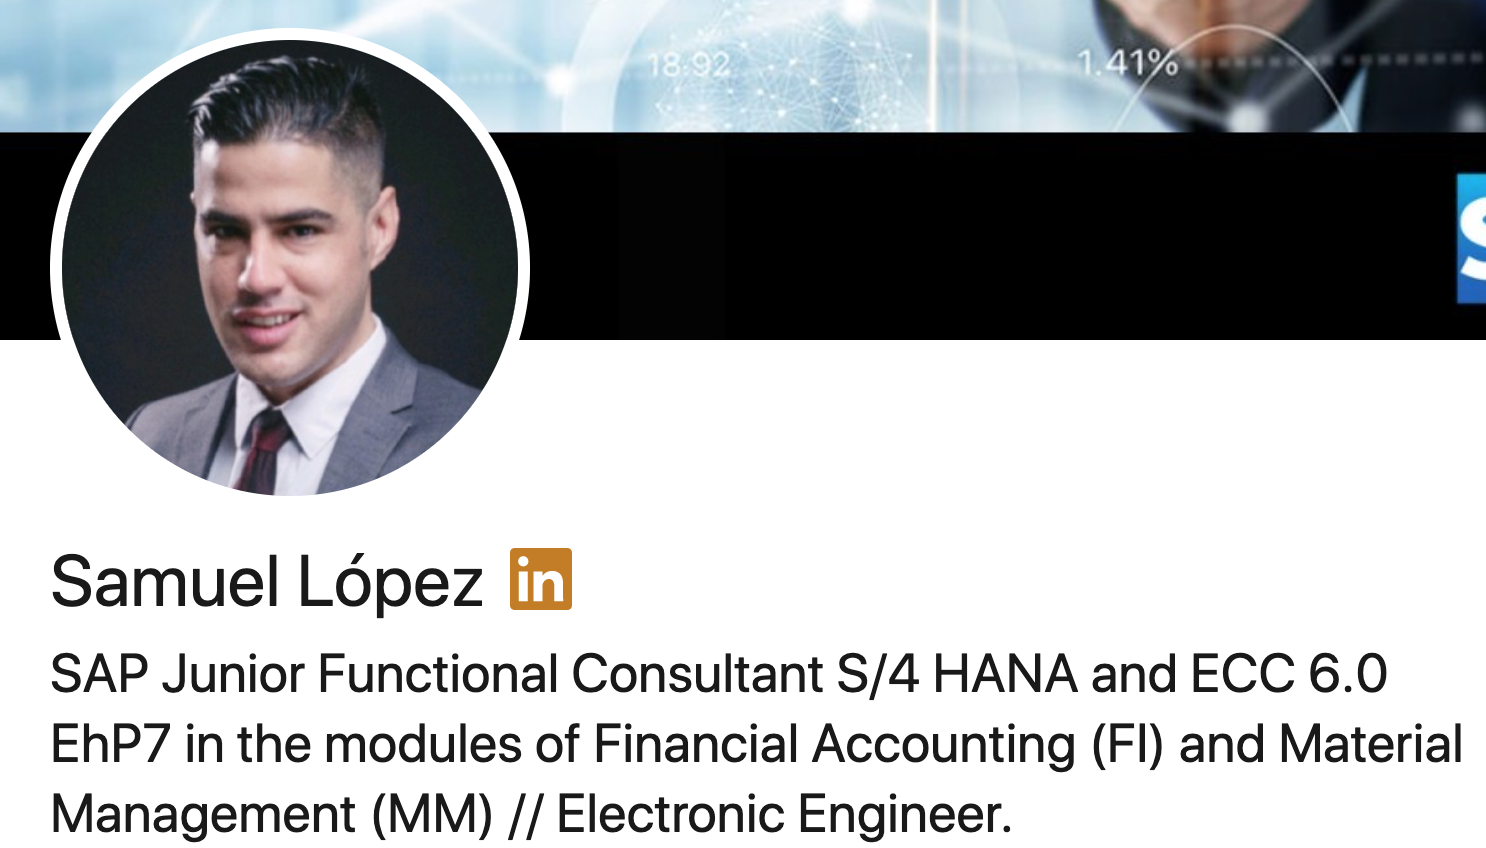 18:92
1.41%
S
Samuel López in
SAP Junior Functional Consultant S/4 HANA and ECC 6.0
EhP7 in the modules of Financial Accounting (FI) and Material
Management (MM) // Electronic Engineer.